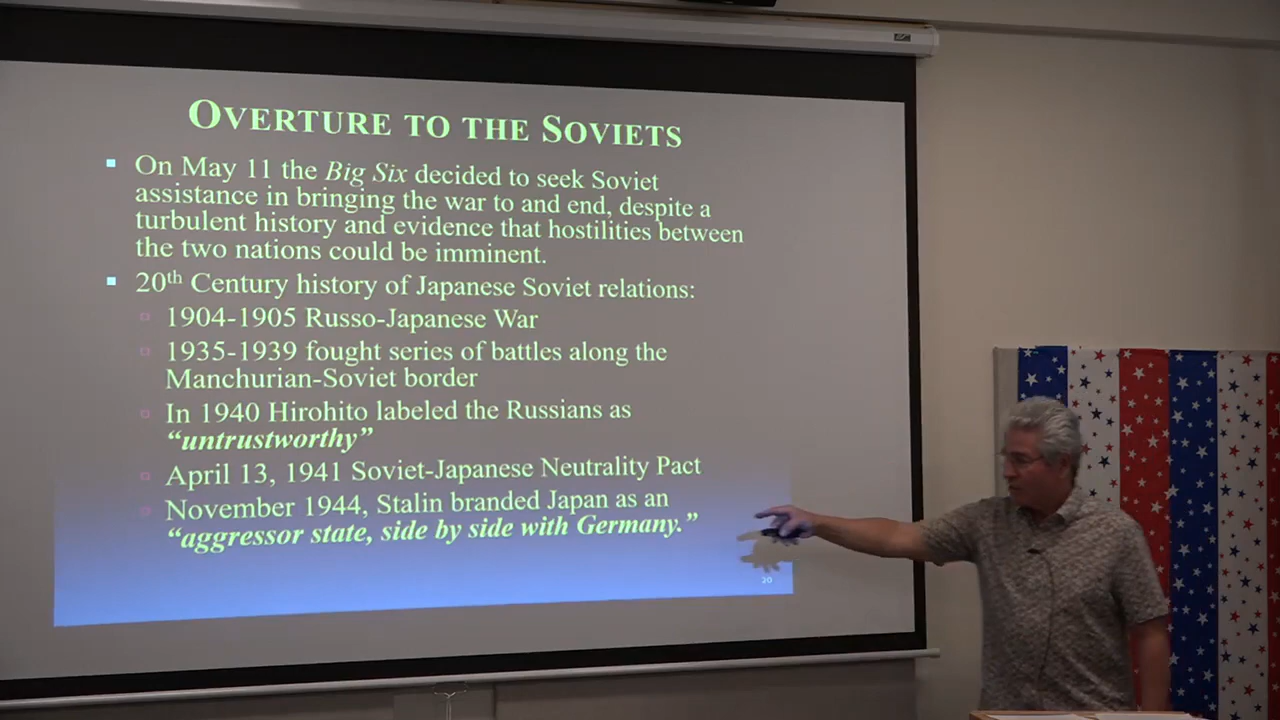 OVERTURE TO THE SOVIETS
On May 11 the Big Six decided to seek Soviet
assistance in bringing the war to and end, despite a
turbulent history and evidence that hostilities between
the two nations could be imminent.
20th Century history of Japanese Soviet relations:
1904-1905 Russo-Japanese War
1935-1939 fought series of battles along the
Manchurian-Soviet border
In 1940 Hirohito labeled the Russians as
“untrustworthy”
April 13, 1941 Soviet-Japanese Neutrality Pact
November 1944, Stalin branded Japan as an
“aggressor state, side by side with Germany.”
20